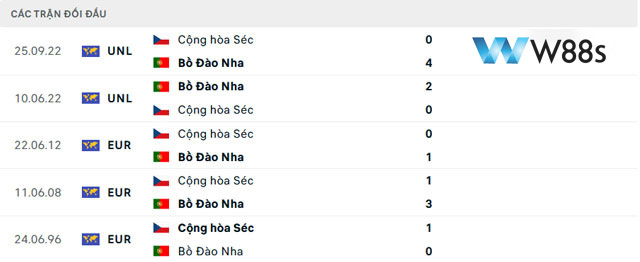 CÁC TRẬN ĐỐI ĐẦU
W88s
25.09.22 UNL Cộng hòa Séc 0
Bồ Đào Nha 4
10.06.22 UNL Bồ Đào Nha 2
Cộng hòa Séc 0
22.06.12 EUR Cộng hòa Séc 0
Bồ Đào Nha 1
11.06.08 EUR Cộng hòa Séc 1
Bồ Đào Nha 3
24.06.96 EUR Cộng hòa Séc 1
Bồ Đào Nha 0